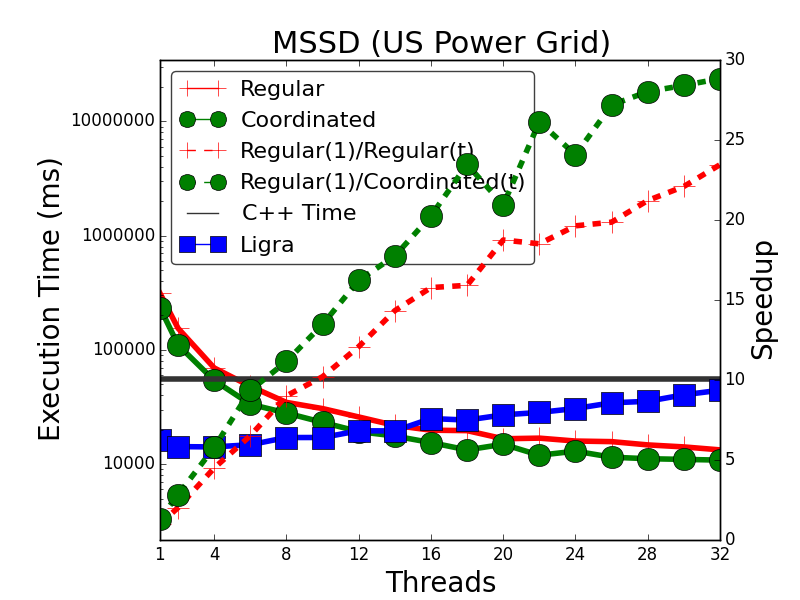 MSSD (US Power Grid)
Execution Time (ms)
10000000
1000000
100000
10000
Regular
Coordinated
Regular(1)/Regular(t)
Regular(1)/Coordinated(t)
C++ Time
Ligra
30
25
20
15
10
5
0
Speedup
1 4 8 12 16 20 24 28 32
Threads